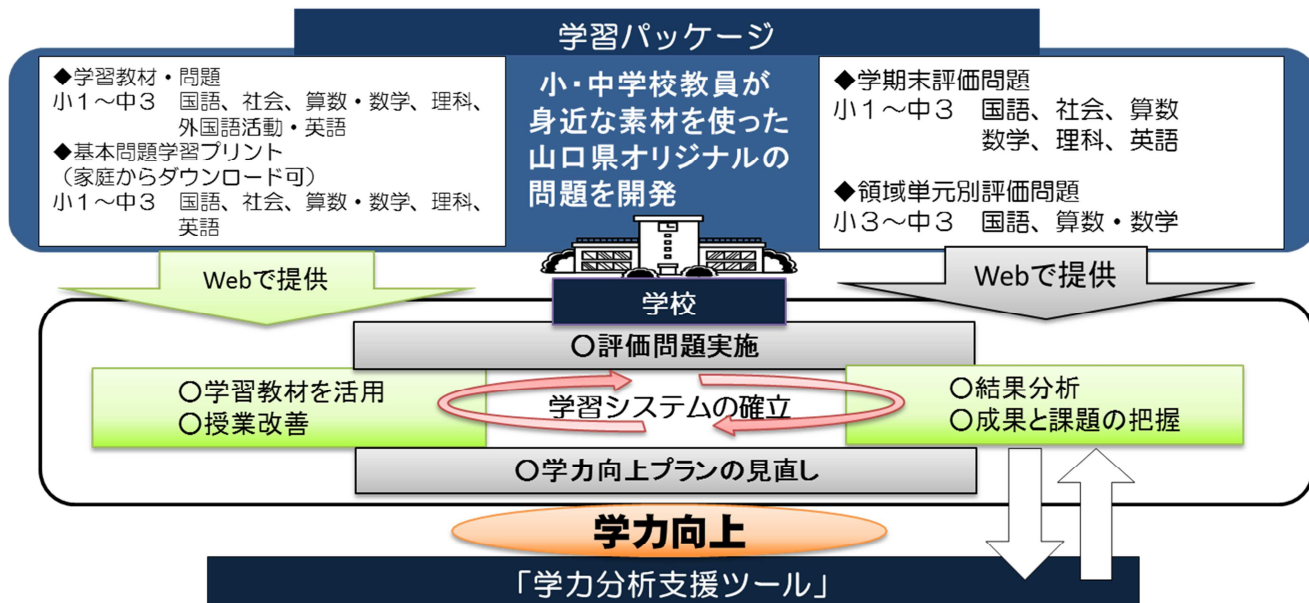 学習パッケージ
◆学習教材・問題
小1~中3 国語、社会、算数・数学、理科、
外国語活動・英語
◆基本問題学習プリント
(家庭からダウンロード可)
小1~中3 国語、社会、算数・数学、理科、
英語
小・中学校教員が
身近な素材を使った
山口県オリジナルの
問題を開発
◆学期末評価問題
小1~中3 国語、社会、算数
数学、理科、英語
◆領域単元別評価問題
小3~中3 国語、算数・数学
Webで提供
Webで提供
学校
○評価問題実施
○学習教材を活用
○授業改善
学習システムの確立
○結果分析
○成果と課題の把握
○学力向上プランの見直し
学力向上
「学力分析支援ツール」